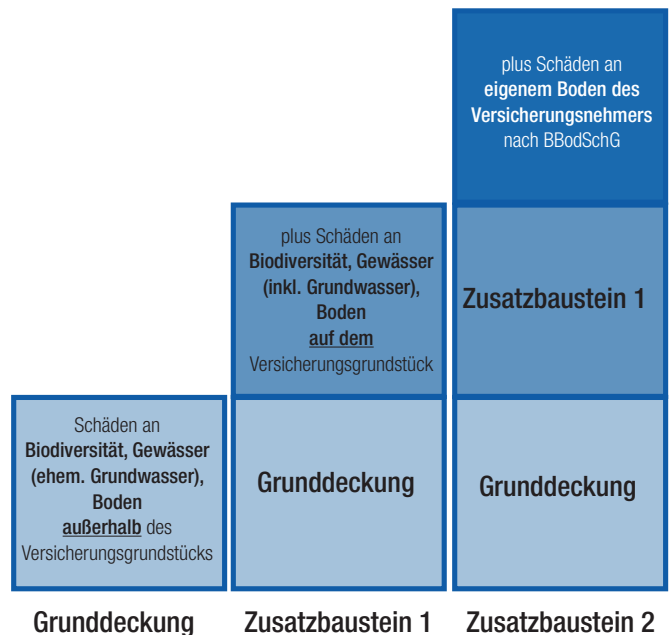 plus Schäden an
eigenem Boden des
Versicherungsnehmers
nach BBodSchG
plus Schäden an
Biodiversität, Gewässer
(inkl. Grundwasser),
Boden
auf dem
Versicherungsgrundstück
Zusatzbaustein 1
Schäden an
Biodiversität, Gewässer
(ehem. Grundwasser),
Boden
außerhalb des
Versicherungsgrundstücks
Grunddeckung
Grunddeckung
Grunddeckung
Zusatzbaustein 1
Zusatzbaustein 2